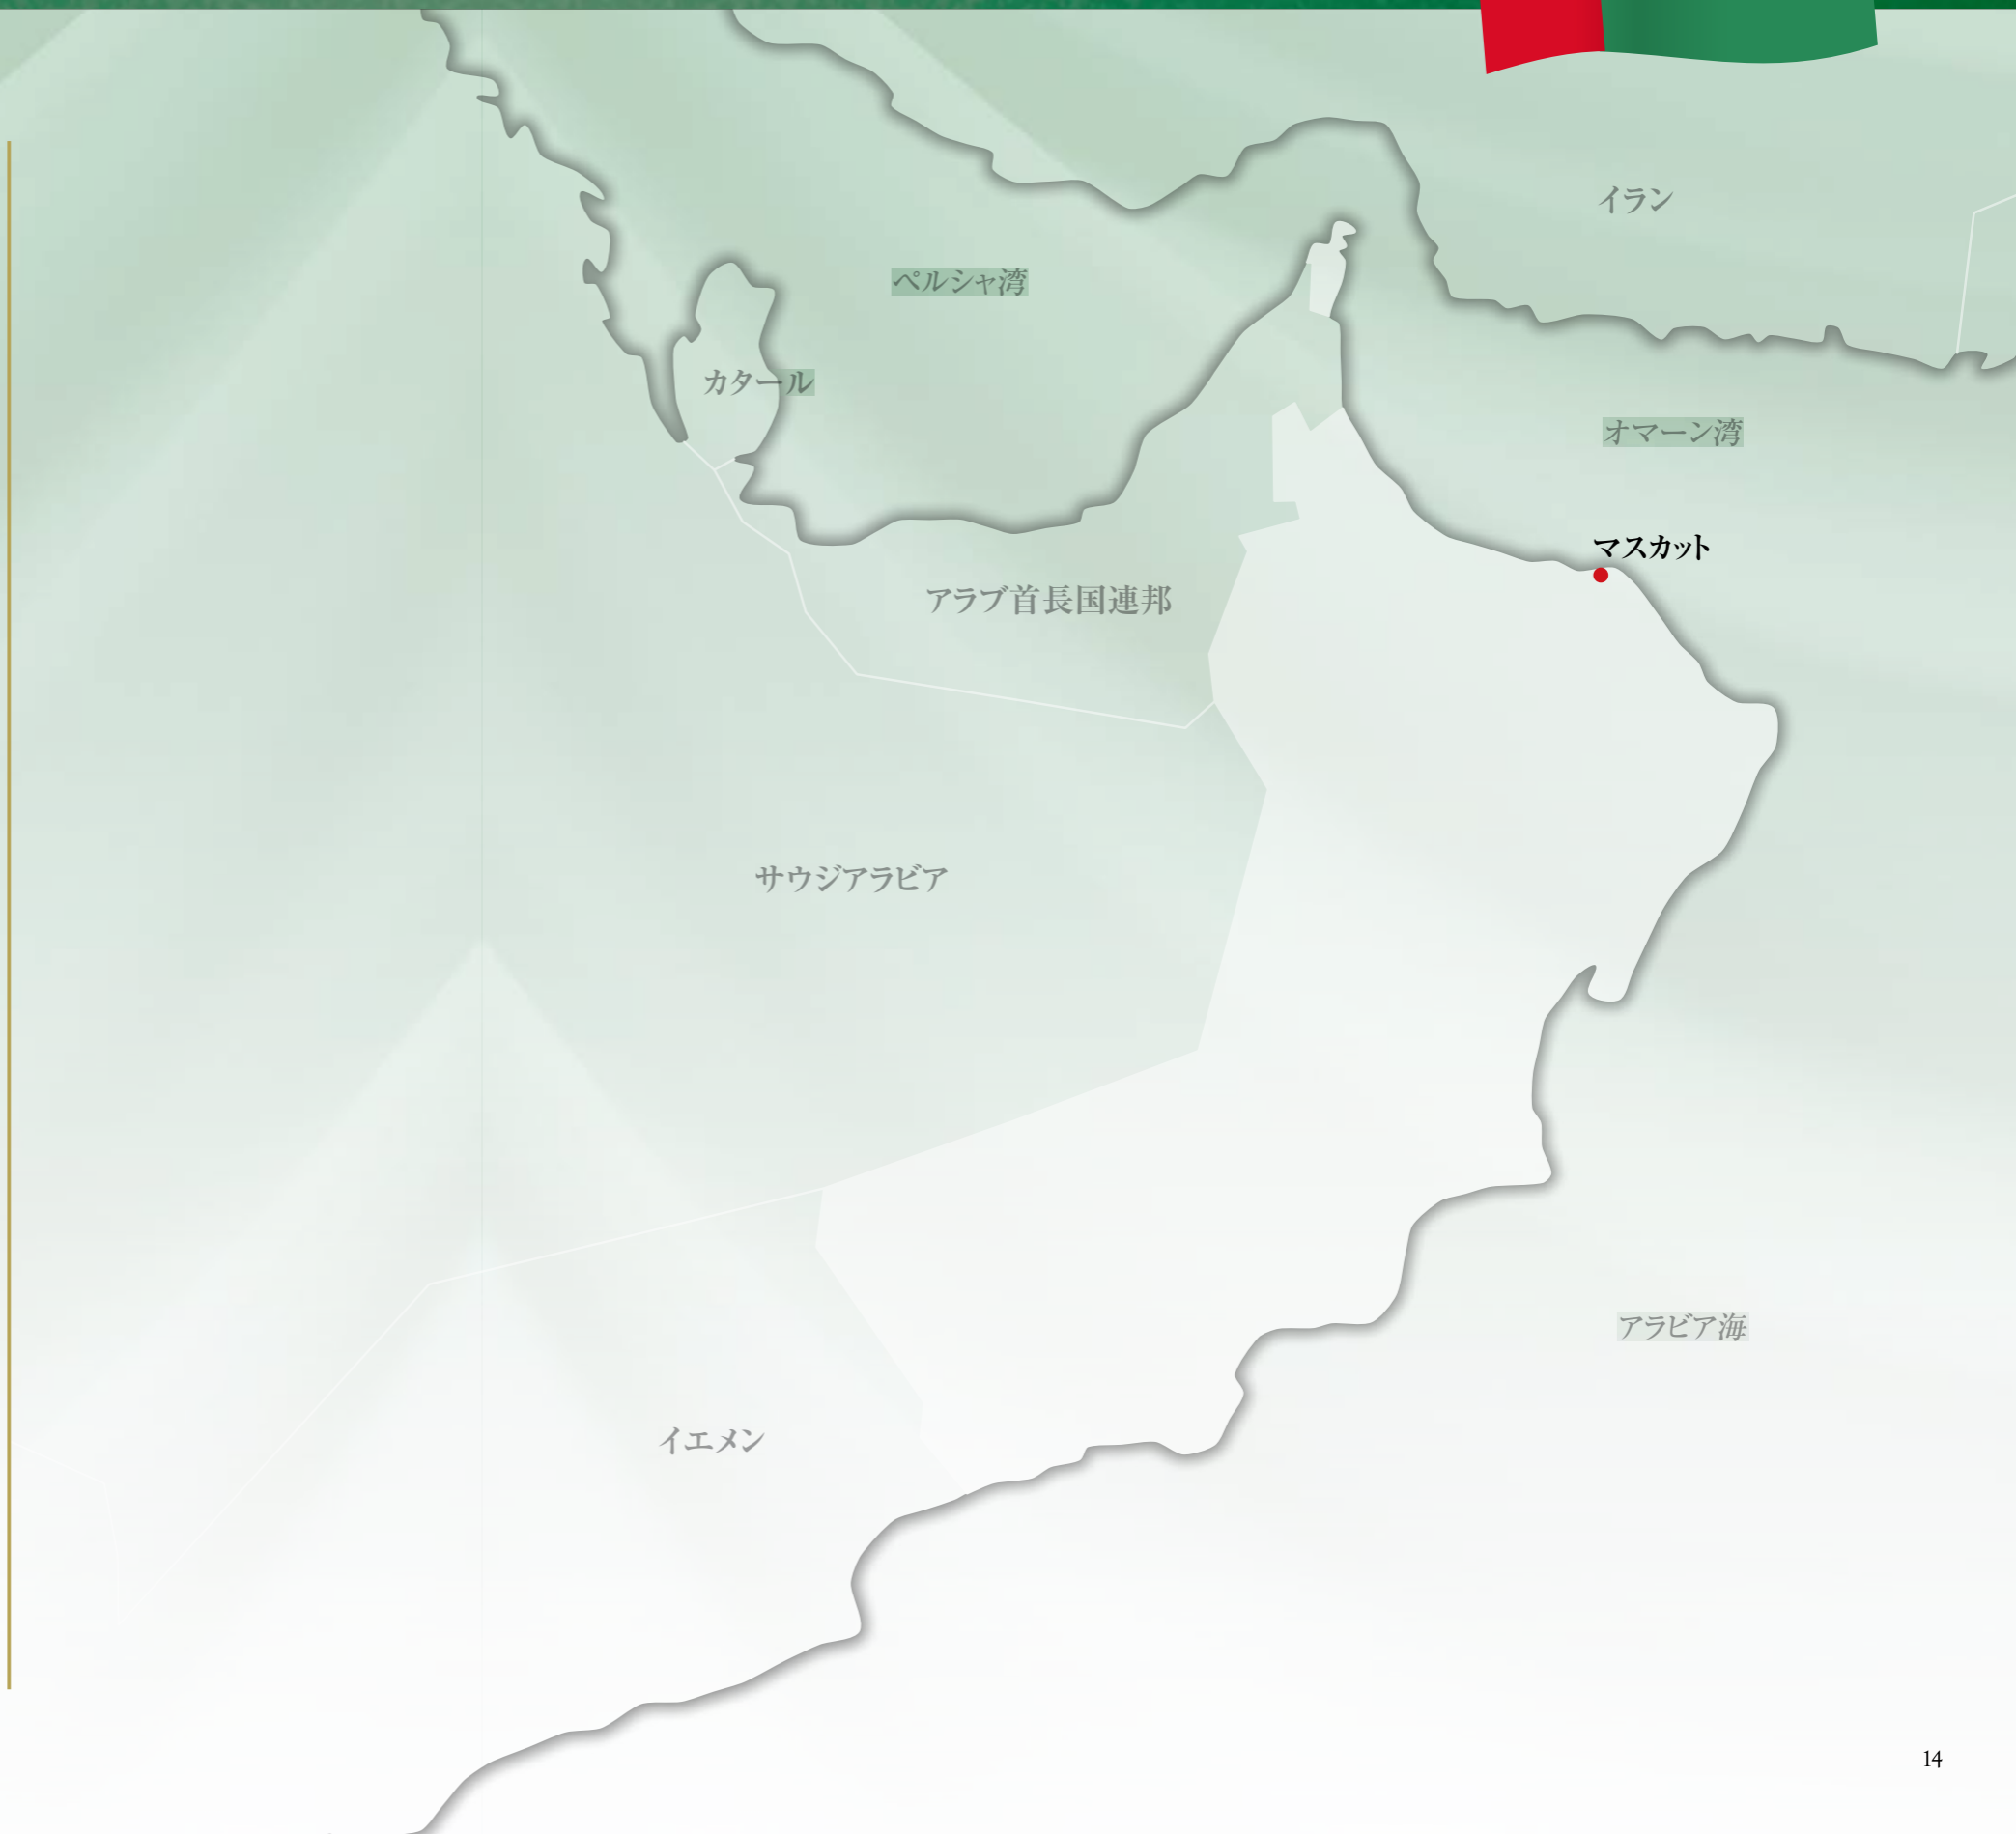 イラン
ペルシャ湾
カタール
オマーン湾
マスカット
アラブ首長国連邦
サウジアラビア
アラビア海
イエメン
14